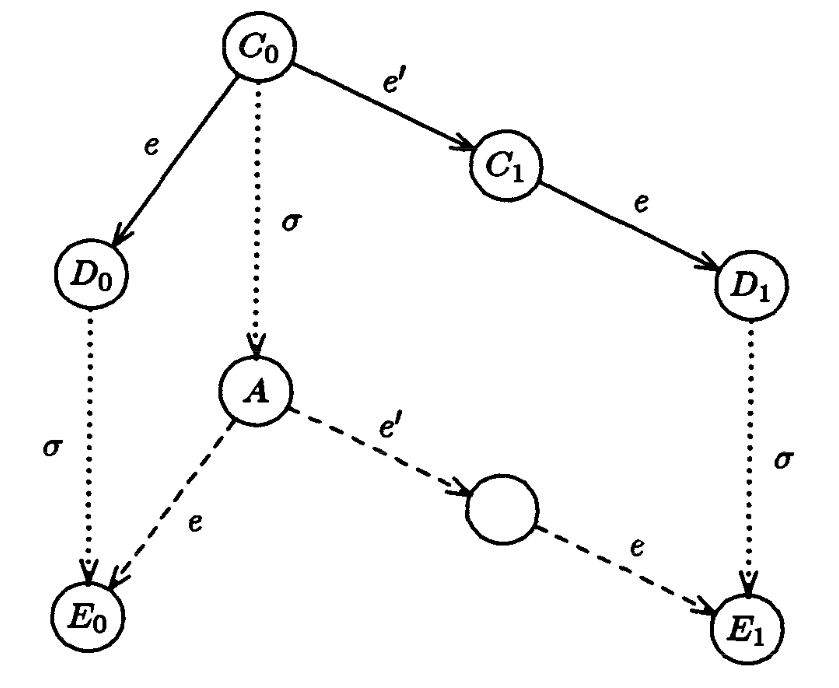 C₀
e′
e
C₁
σ
e
D₀
D₁
A
e′
σ
σ
e
e
E₀
E₁